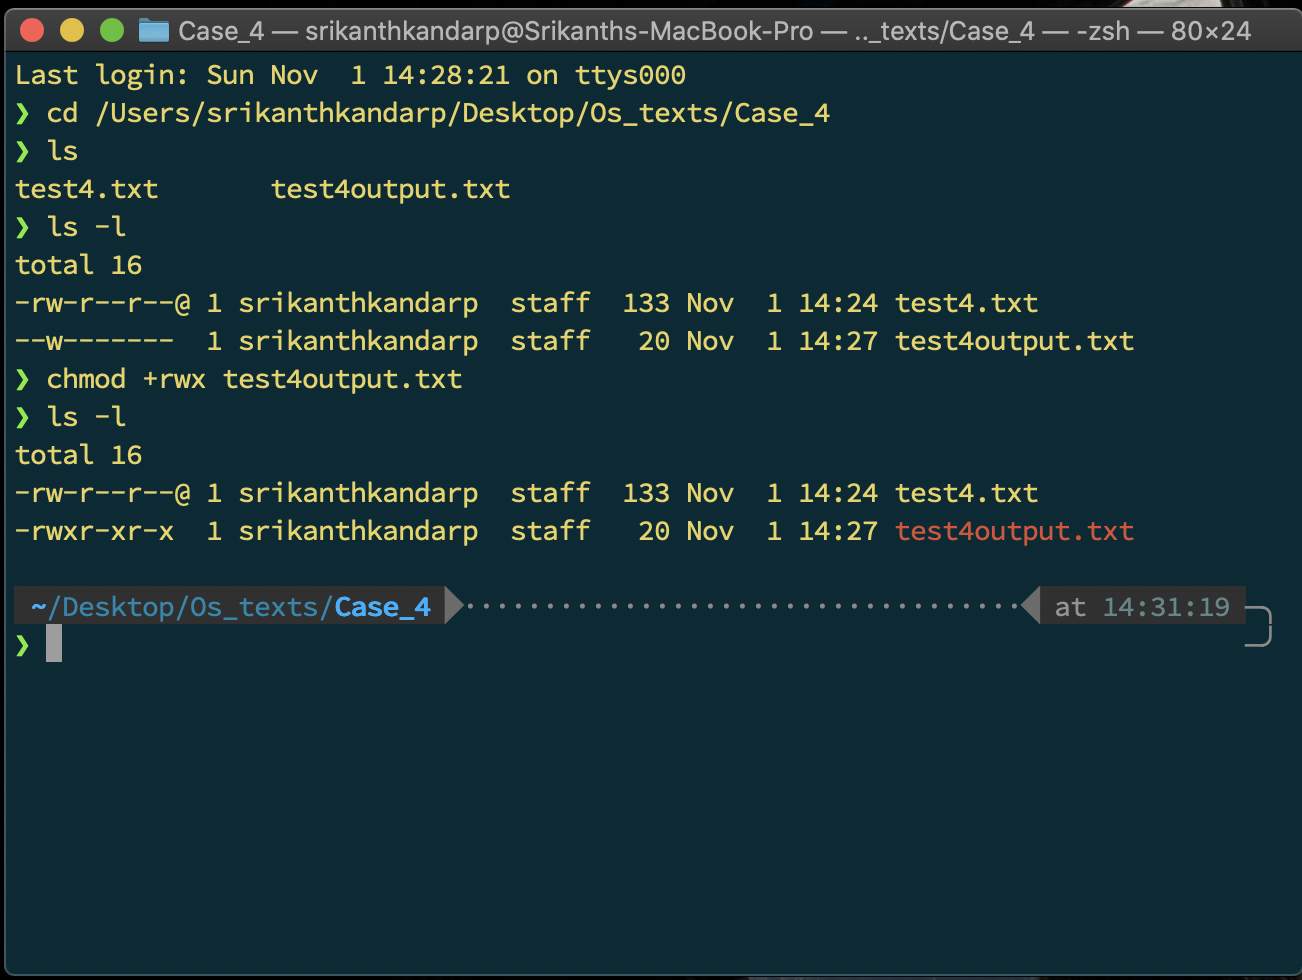 Case_4 — srikanthkandarp@Srikanths-MacBook-Pro — .._texts/Case_4 — -zsh — 80×24
Last login: Sun Nov  1 14:28:21 on ttys000
❯ cd /Users/srikanthkandarp/Desktop/Os_texts/Case_4
❯ ls
test4.txt       test4output.txt
❯ ls -l
total 16
-rw-r--r--@ 1 srikanthkandarp  staff  133 Nov  1 14:24 test4.txt
--w-------  1 srikanthkandarp  staff   20 Nov  1 14:27 test4output.txt
❯ chmod +rwx test4output.txt
❯ ls -l
total 16
-rw-r--r--@ 1 srikanthkandarp  staff  133 Nov  1 14:24 test4.txt
-rwxr-xr-x  1 srikanthkandarp  staff   20 Nov  1 14:27 test4output.txt
~/Desktop/Os_texts/Case_4 ··································· at 14:31:19
❯